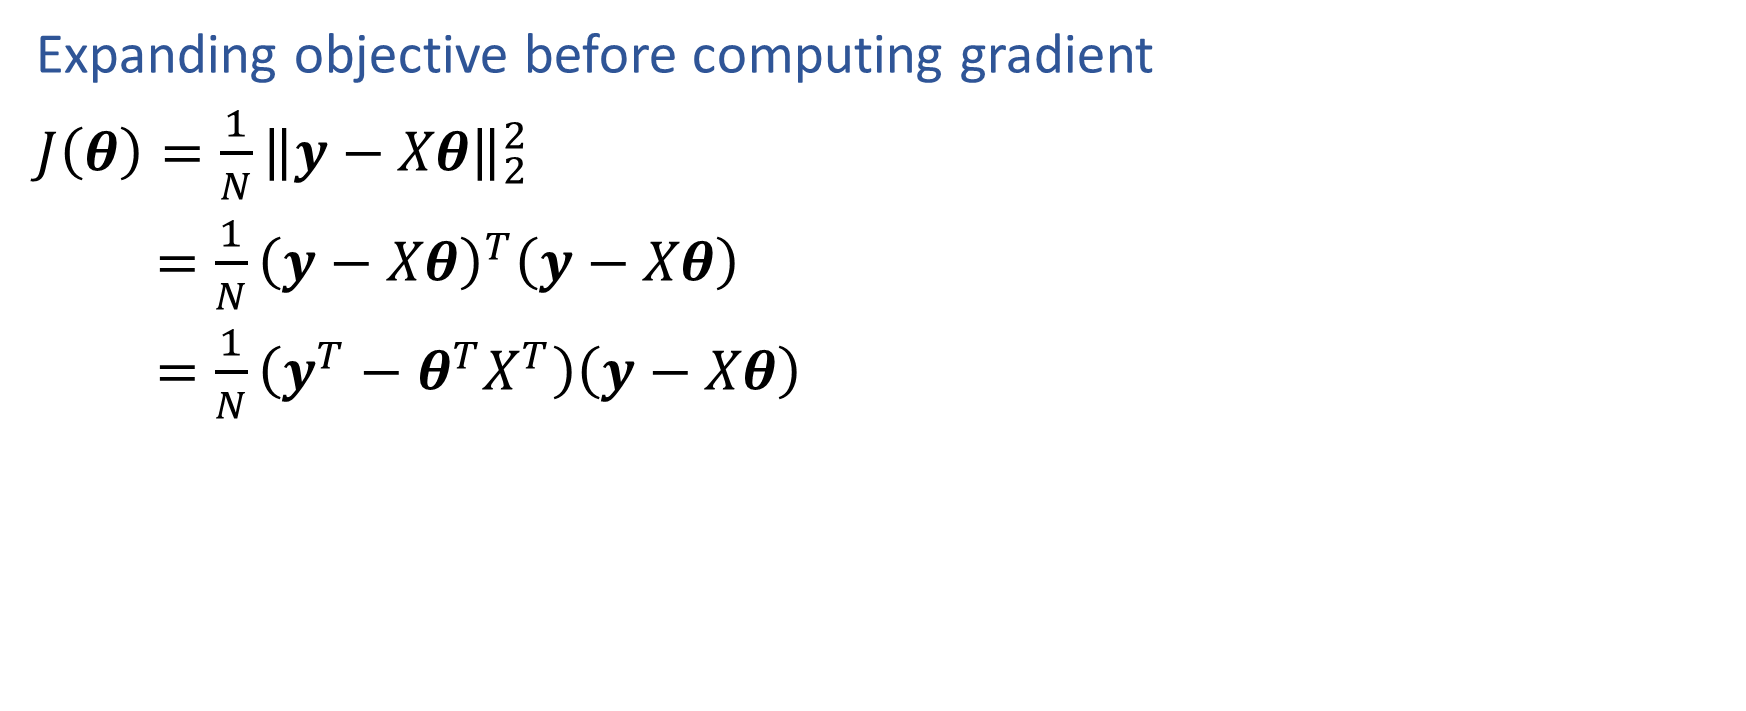 Expanding objective before computing gradient
J(𝜽) = 1/N ‖𝒚 − X𝜽‖₂²
= 1/N (𝒚 − X𝜽)ᵀ(𝒚 − X𝜽)
= 1/N (𝒚ᵀ − 𝜽ᵀXᵀ)(𝒚 − X𝜽)